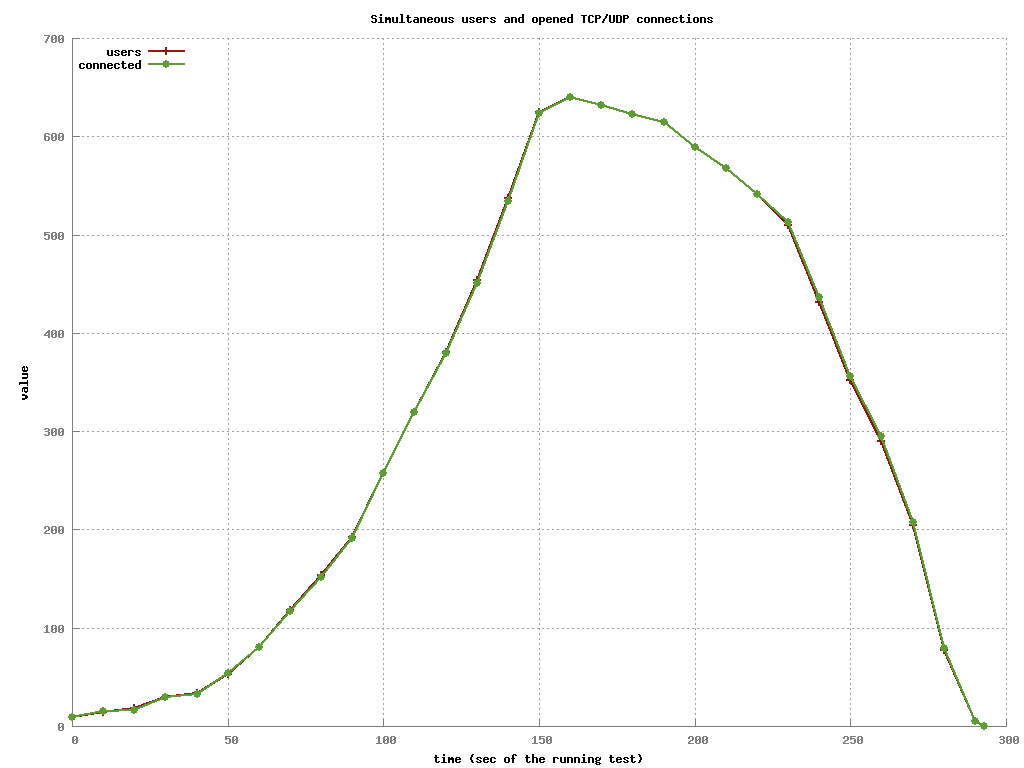 Simultaneous users and opened TCP/UDP connections
users
connected
700
600
500
400
300
200
100
0
value
0 50 100 150 200 250 300
time (sec of the running test)